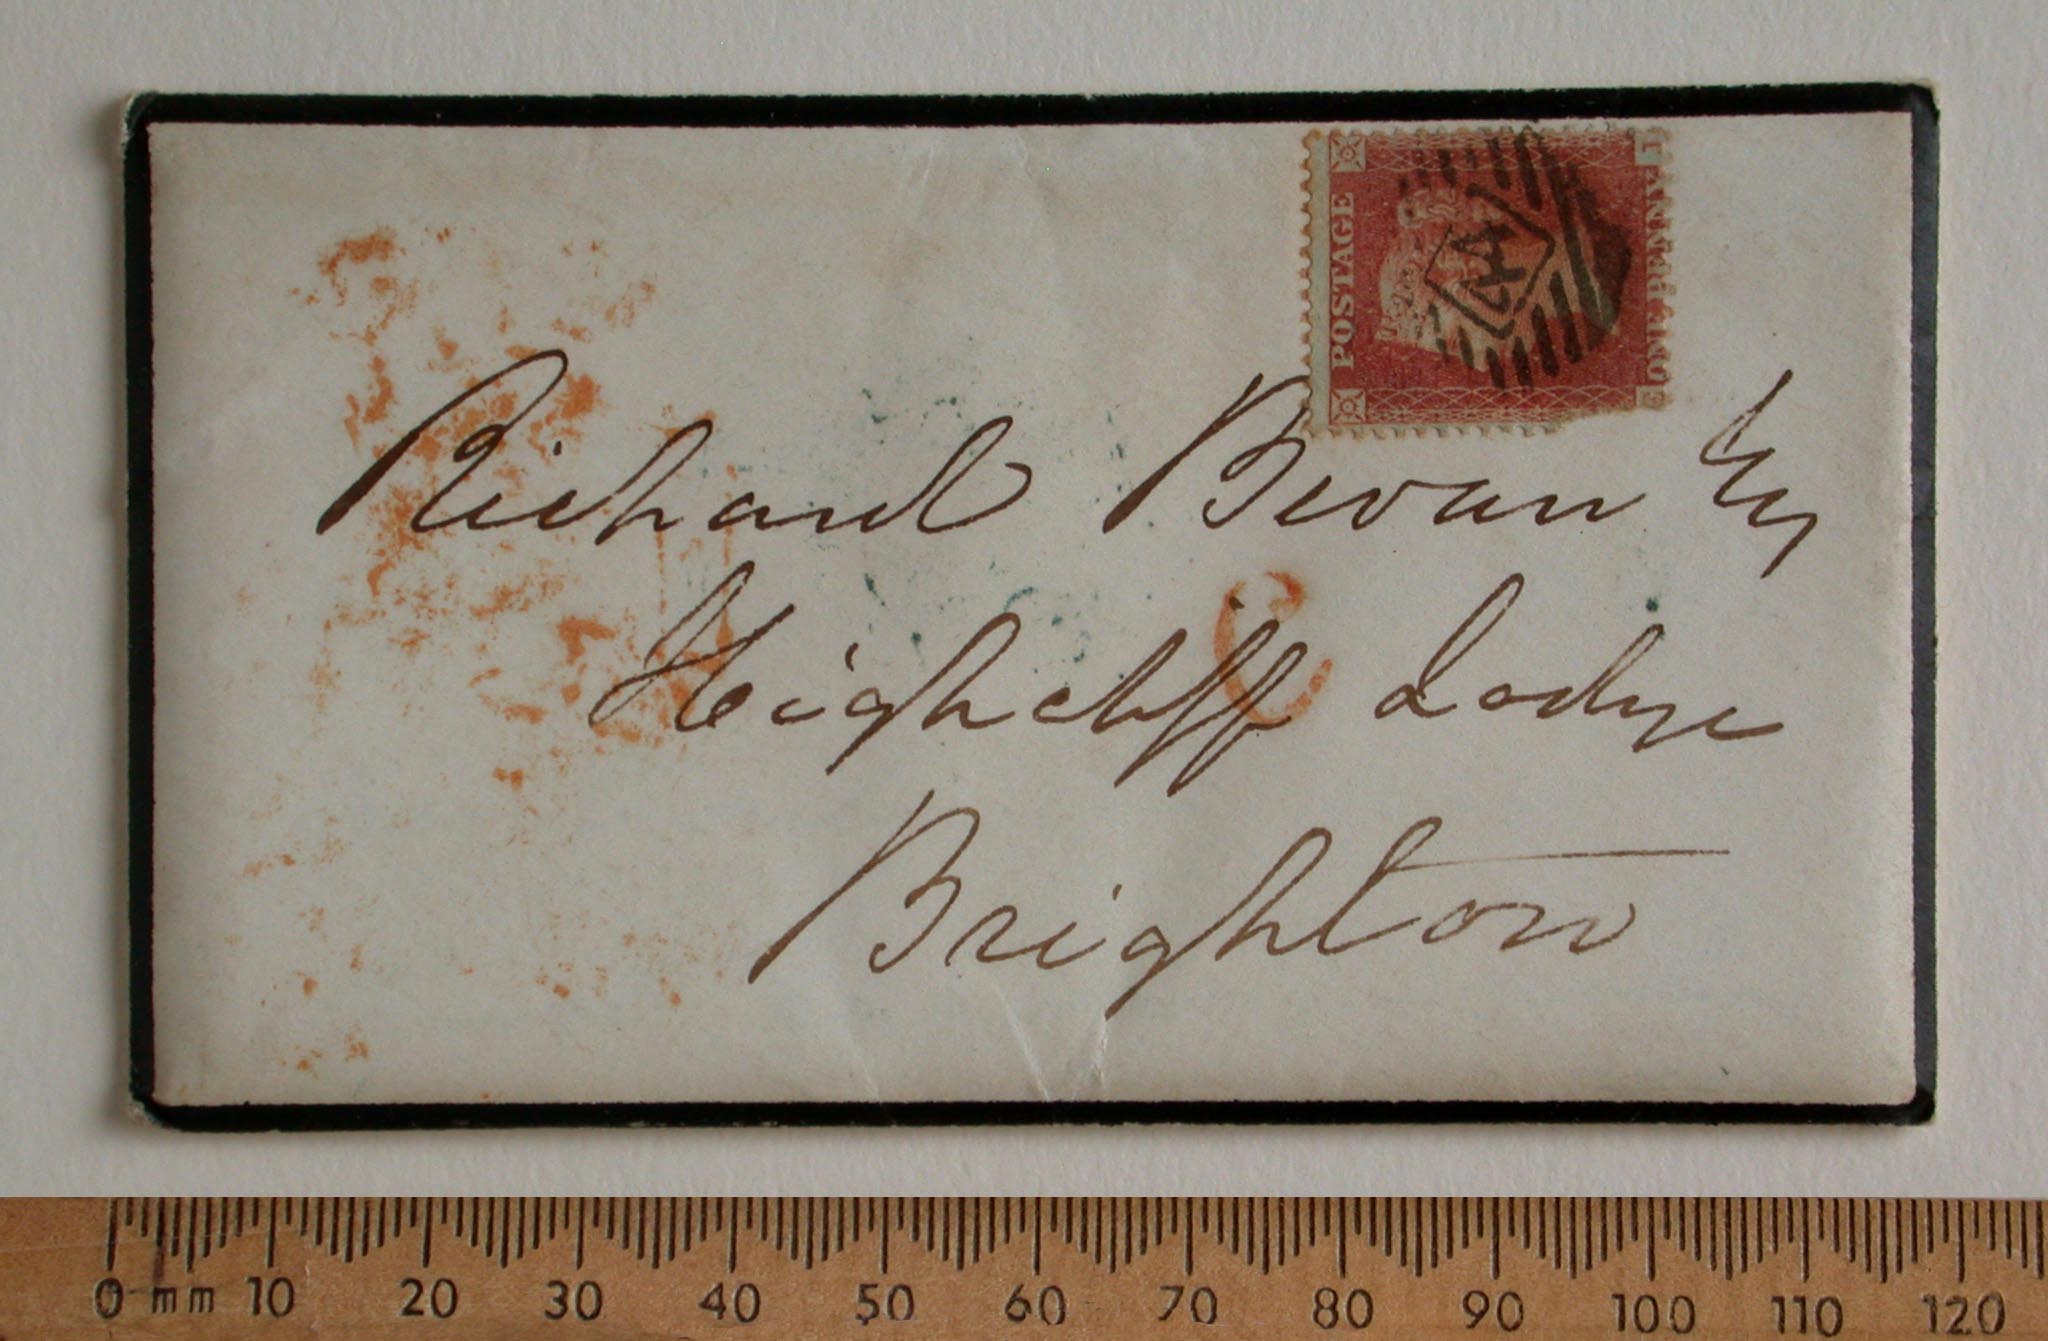 POSTAGE
ONE PENNY
Richard Bevan Esq
Highcliff Lodge
Brighton
0 mm 10 20 30 40 50 60 70 80 90 100 110 120